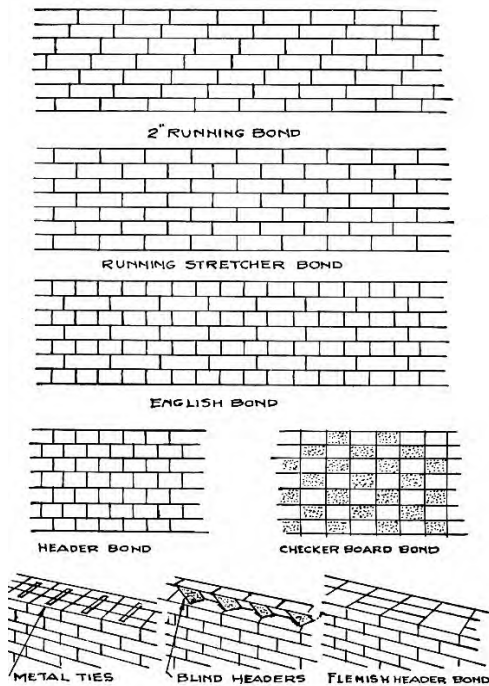 2" RUNNING BOND
RUNNING STRETCHER BOND
ENGLISH BOND
HEADER BOND
CHECKER BOARD BOND
METAL TIES
BLIND HEADERS
FLEMISH HEADER BOND